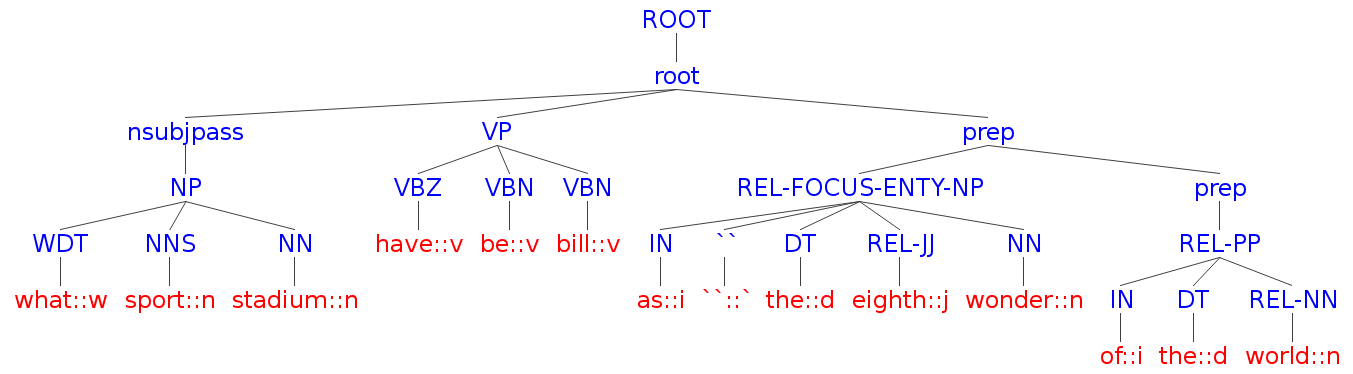 ROOT
root
nsubjpass VP prep
NP VBZ VBN VBN REL-FOCUS-ENTY-NP prep
WDT NNS NN have::v be::v bill::v IN `` DT REL-JJ NN REL-PP
what::w sport::n stadium::n as::i ``::` the::d eighth::j wonder::n IN DT REL-NN
of::i the::d world::n